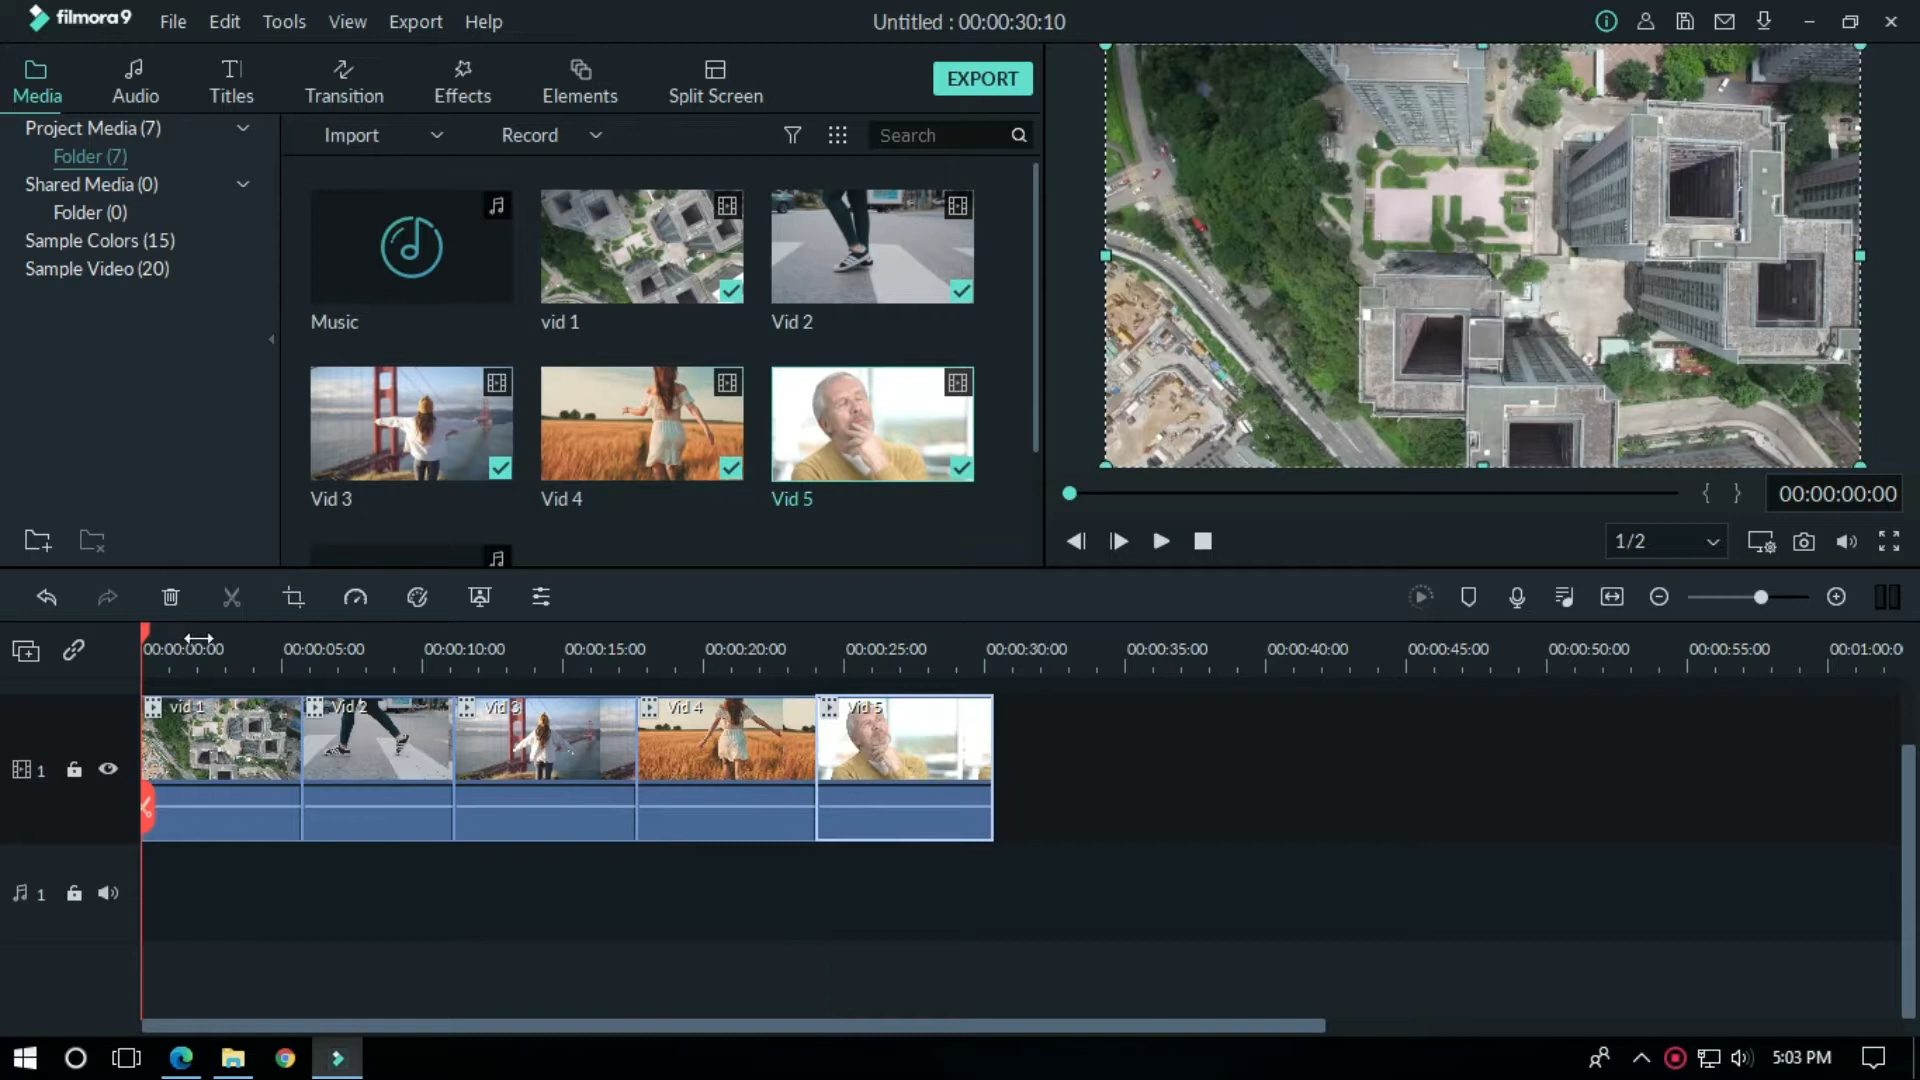 filmora9
File Edit Tools View Export Help
Untitled : 00:00:30:10
Media
Audio
Titles
Transition
Effects
Elements
Split Screen
EXPORT
Project Media (7)
Folder (7)
Shared Media (0)
Folder (0)
Sample Colors (15)
Sample Video (20)
Import
Record
Search
Music
vid 1
Vid 2
Vid 3
Vid 4
Vid 5
{ }
00:00:00:00
1/2
00:00:00:00 00:00:05:00 00:00:10:00 00:00:15:00 00:00:20:00 00:00:25:00 00:00:30:00 00:00:35:00 00:00:40:00 00:00:45:00 00:00:50:00 00:00:55:00 00:01:00:0
vid 1 Vid 2 Vid 3 Vid 4 Vid 5
1
1
5:03 PM